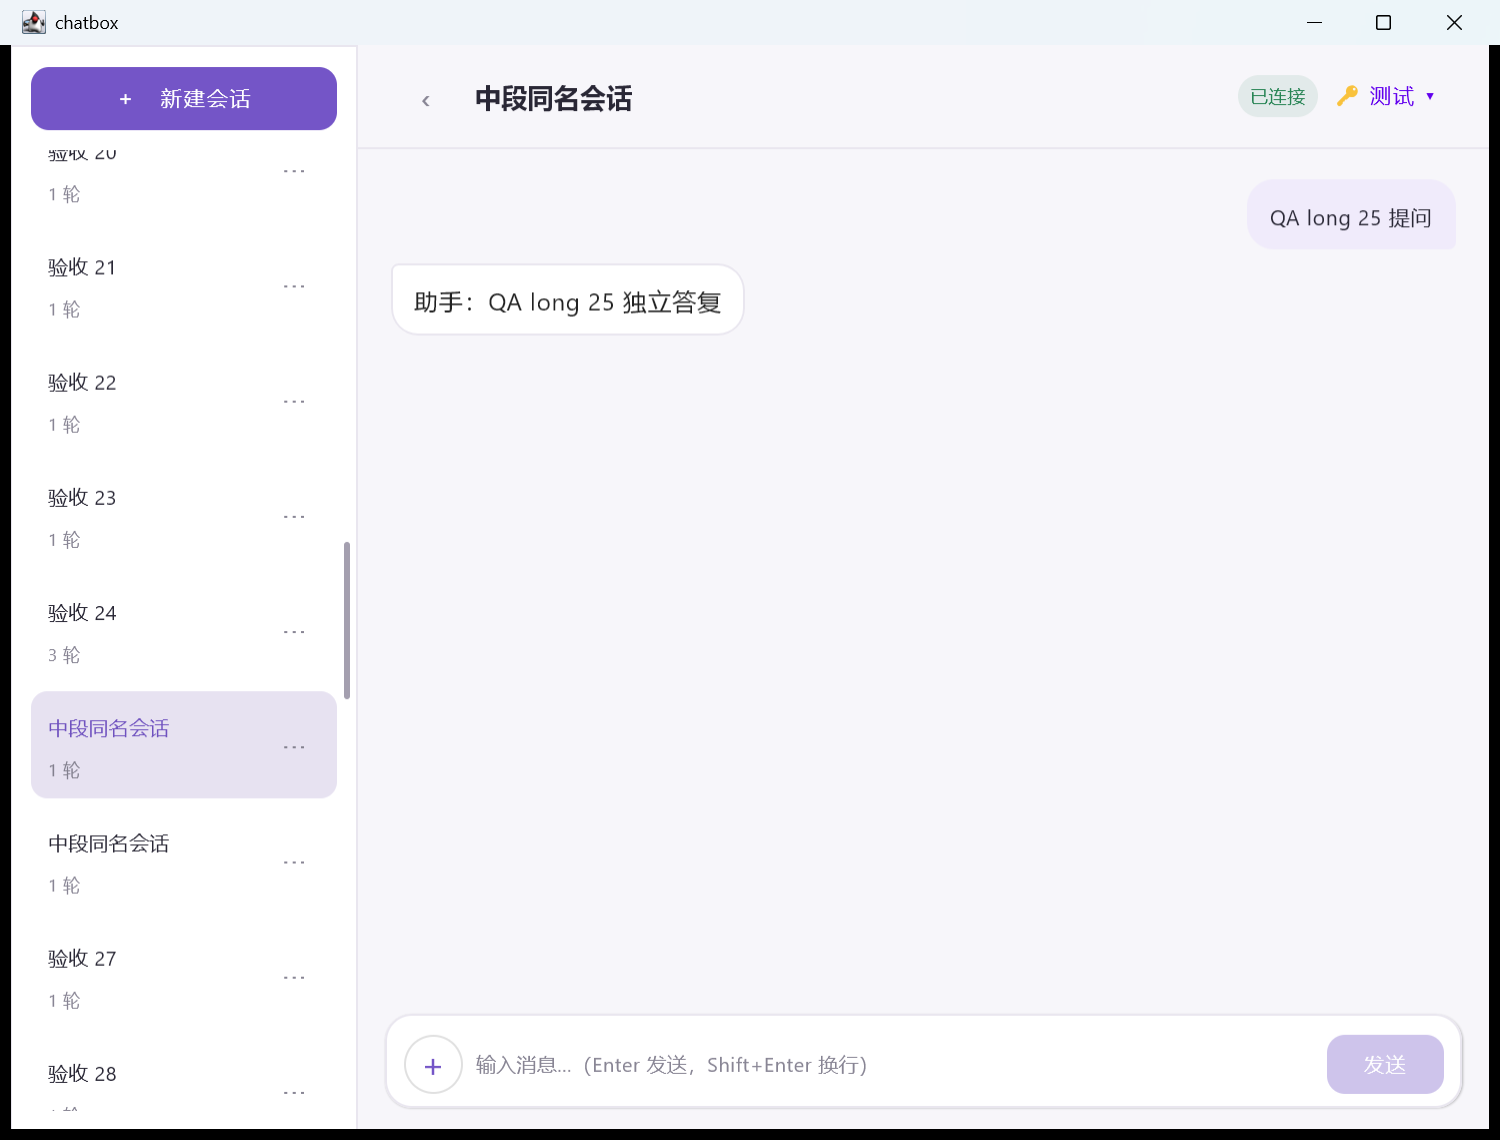 chatbox
+ 新建会话
验收 20
1 轮
验收 21
1 轮
验收 22
1 轮
验收 23
1 轮
验收 24
3 轮
中段同名会话
1 轮
中段同名会话
1 轮
验收 27
1 轮
验收 28
中段同名会话
已连接
测试
QA long 25 提问
助手：QA long 25 独立答复
输入消息... (Enter 发送，Shift+Enter 换行)
发送